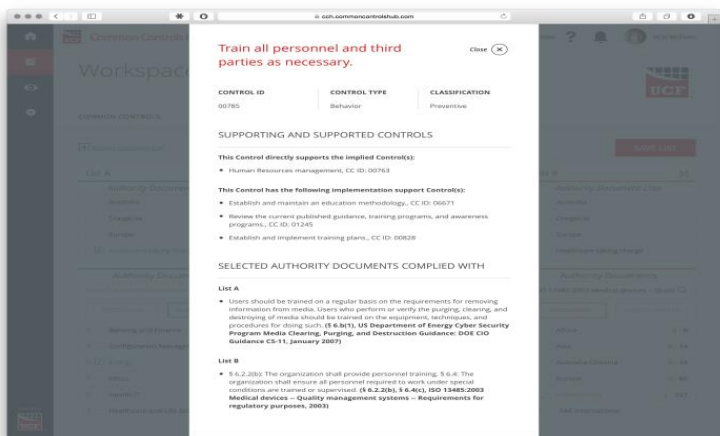 cch.commoncontrolshub.com
Common Controls
Workspac
UCF
COMMON CONTROLS
SAVE LIST
Train all personnel and third
parties as necessary.
Close
CONTROL ID
CONTROL TYPE
CLASSIFICATION
00785
Behavior
Preventive
SUPPORTING AND SUPPORTED CONTROLS
This Control directly supports the implied Control(s):
• Human Resources management, CC ID: 00763
This Control has the following implementation support Control(s):
• Establish and maintain an education methodology., CC ID: 06671
• Review the current published guidance, training programs, and awareness
programs., CC ID: 01245
• Establish and implement training plans., CC ID: 00828
SELECTED AUTHORITY DOCUMENTS COMPLIED WITH
List A
• Users should be trained on a regular basis on the requirements for removing
information from media. Users who perform or verify the purging, clearing, and
destroying of media should be trained on the equipment, techniques, and
procedures for doing such. (§ 6.b(1), US Department of Energy Cyber Security
Program Media Clearing, Purging, and Destruction Guidance: DOE CIO
Guidance CS-11, January 2007)
List B
• § 6.2.2(b): The organization shall provide personnel training. § 6.4: The
organization shall ensure all personnel required to work under special
conditions are trained or supervised. (§ 6.2.2(b), § 6.4(c), ISO 13485:2003
Medical devices -- Quality management systems -- Requirements for
regulatory purposes, 2003)